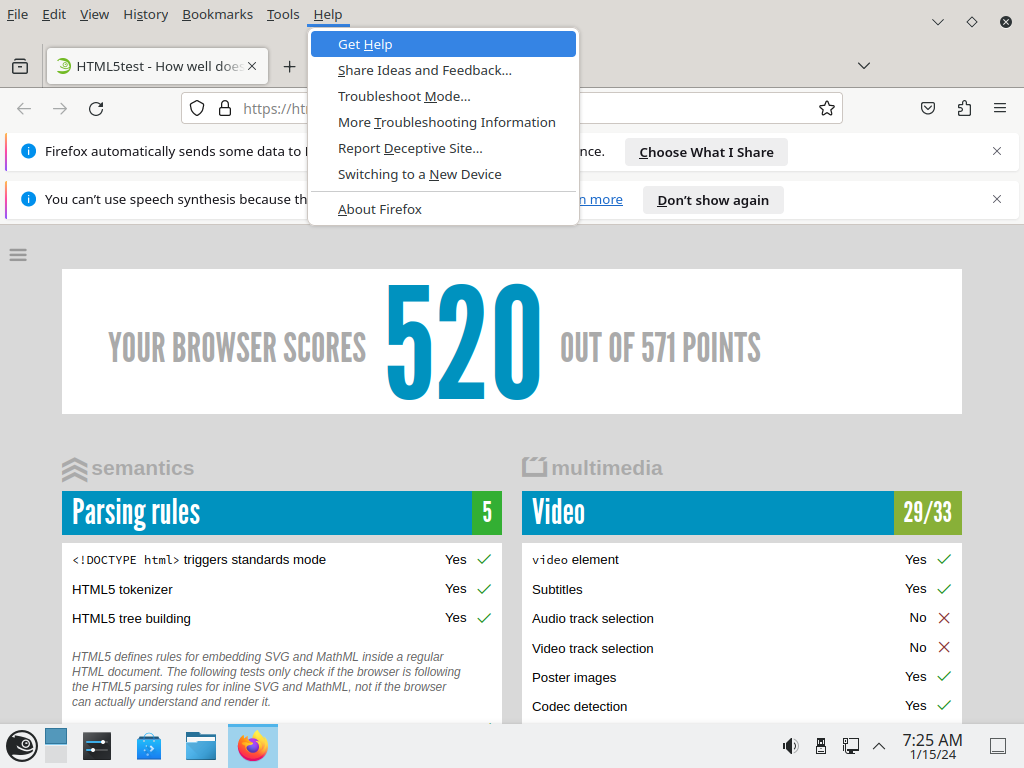 File Edit View History Bookmarks Tools Help
Get Help
Share Ideas and Feedback...
Troubleshoot Mode...
More Troubleshooting Information
Report Deceptive Site...
Switching to a New Device
About Firefox
HTML5test - How well does
https://
Firefox automatically sends some data to
nce.
Choose What I Share
You can't use speech synthesis because
n more
Don't show again
YOUR BROWSER SCORES 520 OUT OF 571 POINTS
semantics
Parsing rules 5
<!DOCTYPE html> triggers standards mode Yes
HTML5 tokenizer Yes
HTML5 tree building Yes
HTML5 defines rules for embedding SVG and MathML inside a regular
HTML document. The following tests only check if the browser is following
the HTML5 parsing rules for inline SVG and MathML, not if the browser
can actually understand and render it.
multimedia
Video 29/33
video element Yes
Subtitles Yes
Audio track selection No
Video track selection No
Poster images Yes
Codec detection Yes
7:25 AM
1/15/24